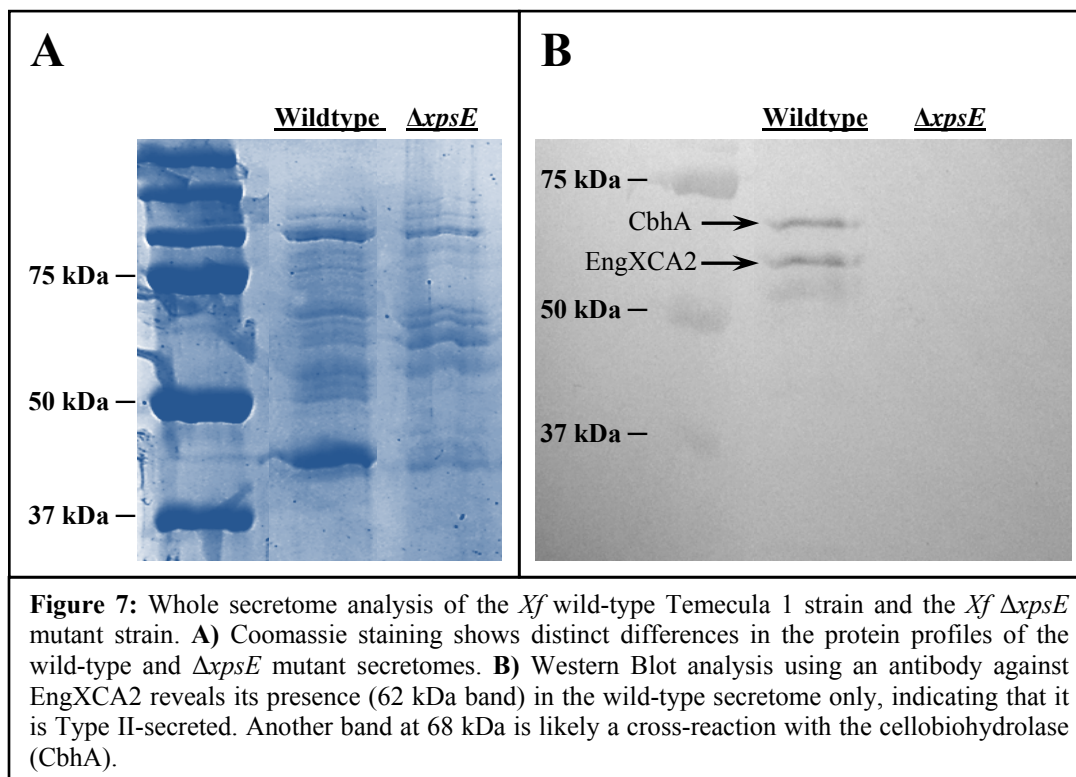 A
Wildtype ΔxpsE
75 kDa
50 kDa
37 kDa
B
Wildtype ΔxpsE
75 kDa
CbhA
EngXCA2
50 kDa
37 kDa
Figure 7: Whole secretome analysis of the Xf wild-type Temecula 1 strain and the Xf ΔxpsE
mutant strain. A) Coomassie staining shows distinct differences in the protein profiles of the
wild-type and ΔxpsE mutant secretomes. B) Western Blot analysis using an antibody against
EngXCA2 reveals its presence (62 kDa band) in the wild-type secretome only, indicating that it
is Type II-secreted. Another band at 68 kDa is likely a cross-reaction with the cellobiohydrolase
(CbhA).